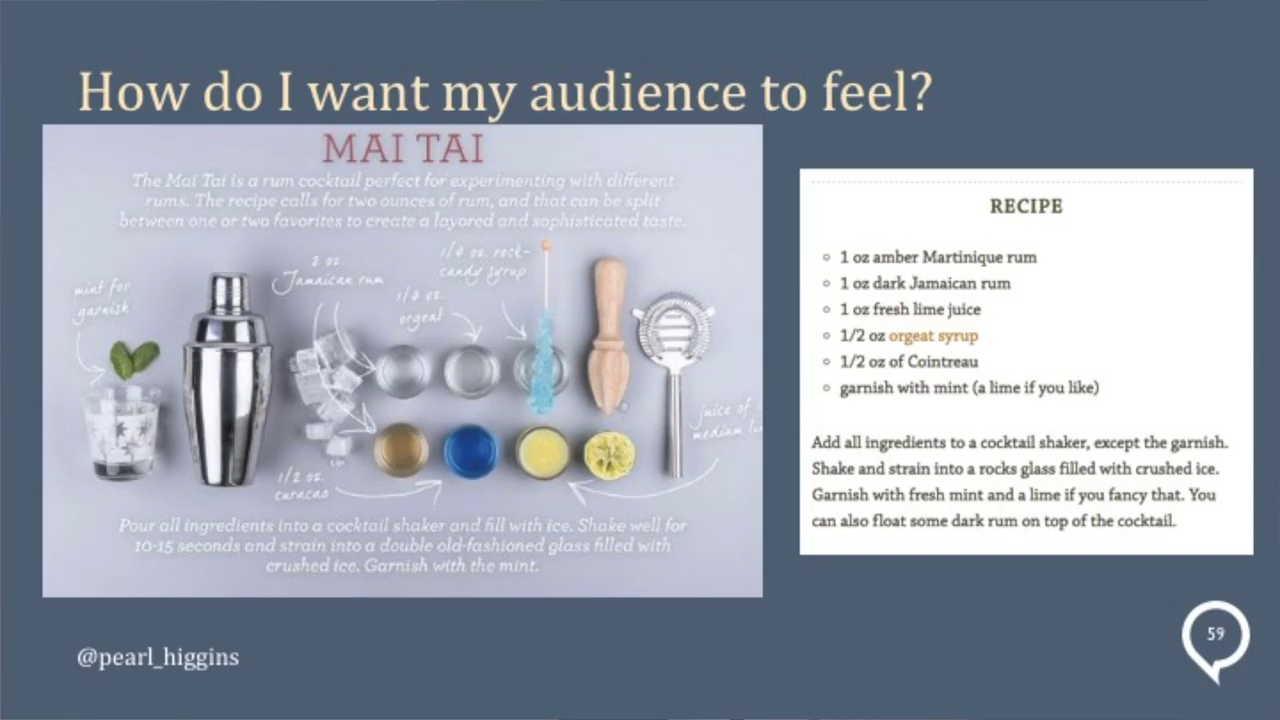 How do I want my audience to feel?
MAI TAI
The Mai Tai is a rum cocktail perfect for experimenting with different
rums. The recipe calls for two ounces of rum, and that can be split
between one or two favorites to create a layored and sophisticated taste.
mint for
garnish
2 oz.
Jamaican rum
1/4 oz.
orgeat
1/4 oz. rock-
candy syrup
juice of
medium
1/2 oz.
curacao
Pour all ingredients into a cocktail shaker and fill with ice. Shake well for
10-15 seconds and strain into a double old-fashioned glass filled with
crushed ice. Garnish with the mint.
RECIPE
1 oz amber Martinique rum
1 oz dark Jamaican rum
1 oz fresh lime juice
1/2 oz orgeat syrup
1/2 oz of Cointreau
garnish with mint (a lime if you like)
Add all ingredients to a cocktail shaker, except the garnish.
Shake and strain into a rocks glass filled with crushed ice.
Garnish with fresh mint and a lime if you fancy that. You
can also float some dark rum on top of the cocktail.
@pearl_higgins
59